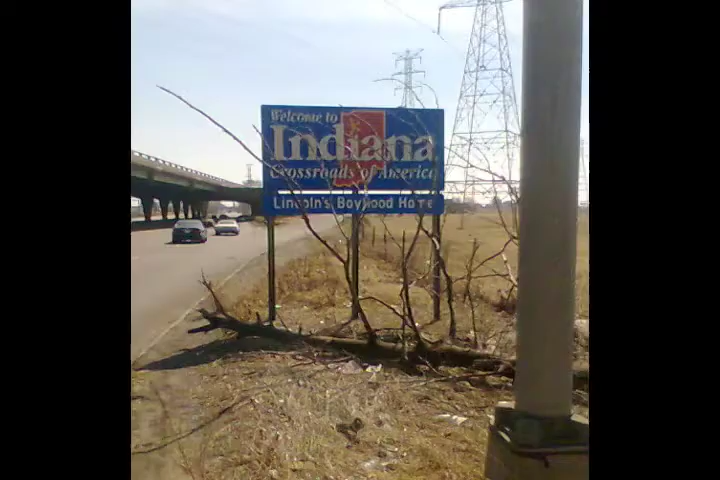 Welcome to
Indiana
Crossroads of America
Lincoln's Boyhood Home